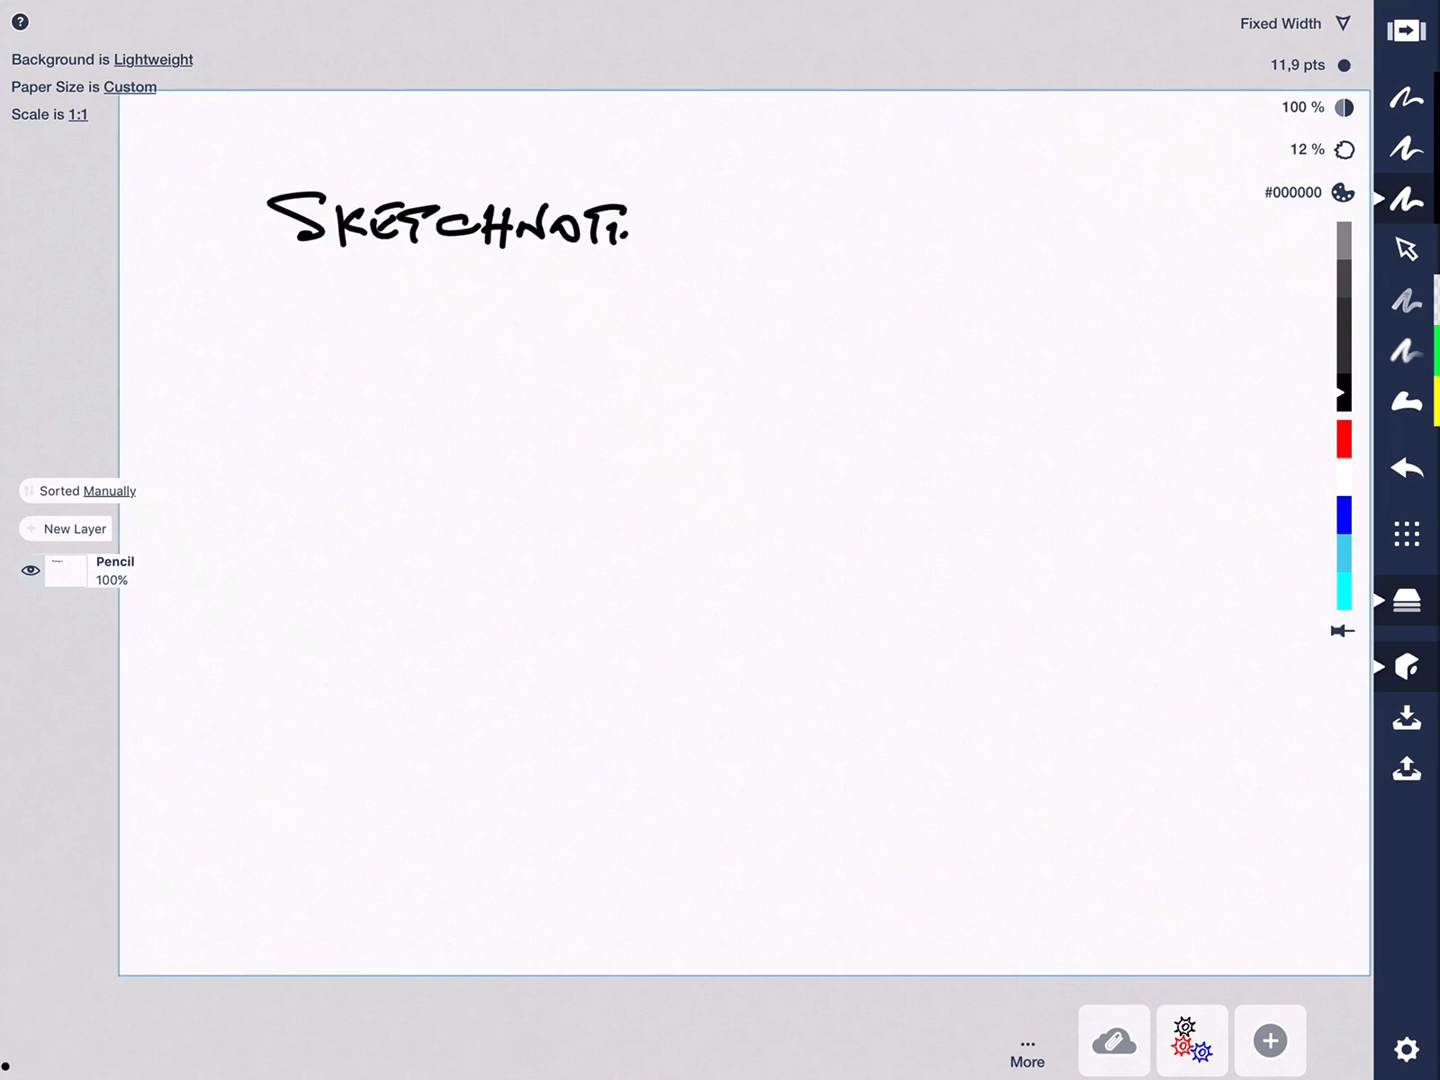 Fixed Width
Background is Lightweight
11,9 pts
Paper Size is Custom
100 %
Scale is 1:1
12 %
#000000
SKETCHNOT
Sorted Manually
New Layer
Pencil
100%
More